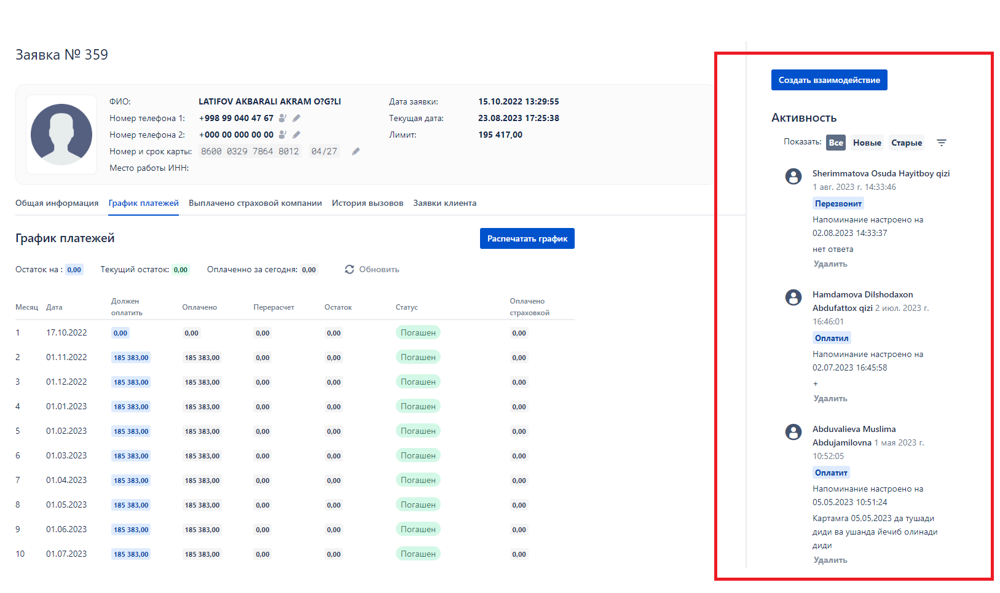 Заявка № 359
ФИО: LATIFOV AKBARALI AKRAM O?G?LI
Номер телефона 1: +998 99 040 47 67
Номер телефона 2: +000 00 000 00 00
Номер и срок карты: 8600 0329 7864 8012 04/27
Место работы ИНН:
Дата заявки: 15.10.2022 13:29:55
Текущая дата: 23.08.2023 17:25:38
Лимит: 195 417,00
Общая информация График платежей Выплачено страховой компании История вызовов Заявки клиента
График платежей
Распечатать график
Остаток на : 0,00 Текущий остаток: 0,00 Оплаченно за сегодня: 0,00 Обновить
Месяц Дата Должен оплатить Оплачено Перерасчет Остаток Статус Оплачено страховкой
1 17.10.2022 0,00 0,00 0,00 0,00 Погашен 0,00
2 01.11.2022 185 383,00 185 383,00 0,00 0,00 Погашен 0,00
3 01.12.2022 185 383,00 185 383,00 0,00 0,00 Погашен 0,00
4 01.01.2023 185 383,00 185 383,00 0,00 0,00 Погашен 0,00
5 01.02.2023 185 383,00 185 383,00 0,00 0,00 Погашен 0,00
6 01.03.2023 185 383,00 185 383,00 0,00 0,00 Погашен 0,00
7 01.04.2023 185 383,00 185 383,00 0,00 0,00 Погашен 0,00
8 01.05.2023 185 383,00 185 383,00 0,00 0,00 Погашен 0,00
9 01.06.2023 185 383,00 185 383,00 0,00 0,00 Погашен 0,00
10 01.07.2023 185 383,00 185 383,00 0,00 0,00 Погашен 0,00
Создать взаимодействие
Активность
Показать: Все Новые Старые
Sherimmatova Osuda Hayitboy qizi
1 авг. 2023 г. 14:33:46
Перезвонит
Напоминание настроено на
02.08.2023 14:33:37
нет ответа
Удалить
Hamdamova Dilshodaxon
Abdufattox qizi 2 июл. 2023 г.
16:46:01
Оплатил
Напоминание настроено на
02.07.2023 16:45:58
+
Удалить
Abduvalieva Muslima
Abdujamilovna 1 мая 2023 г.
10:52:05
Оплатит
Напоминание настроено на
05.05.2023 10:51:24
Картамга 05,05,2023 да тушади
диди ва ушанда йечиб олинади
диди
Удалить